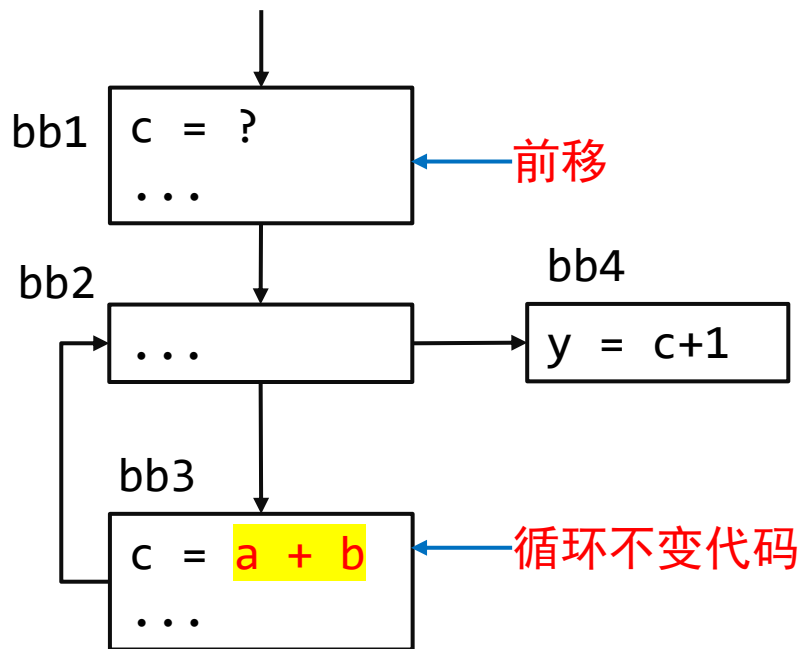 bb1
c = ?
...
前移
bb2
...
bb4
y = c+1
bb3
c = a + b
...
循环不变代码